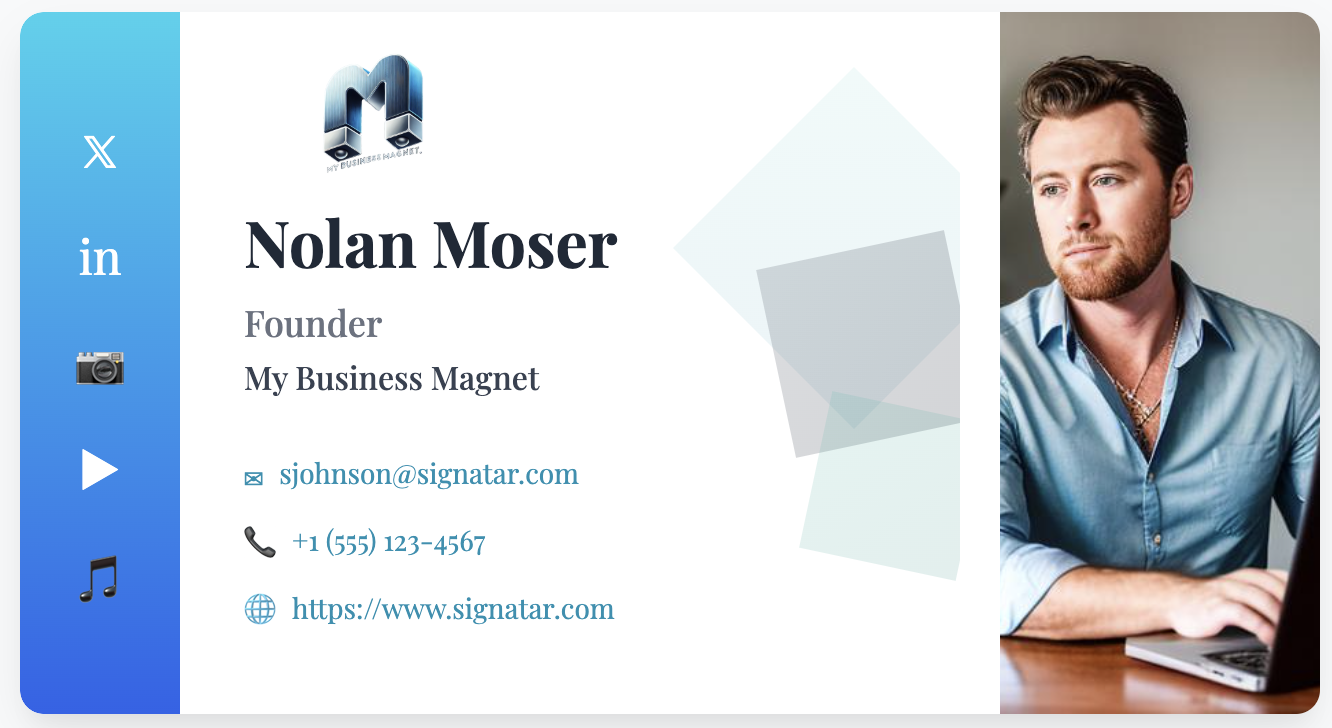 𝕏
in
MY BUSINESS MAGNET.
Nolan Moser
Founder
My Business Magnet
sjohnson@signatar.com
+1 (555) 123-4567
https://www.signatar.com